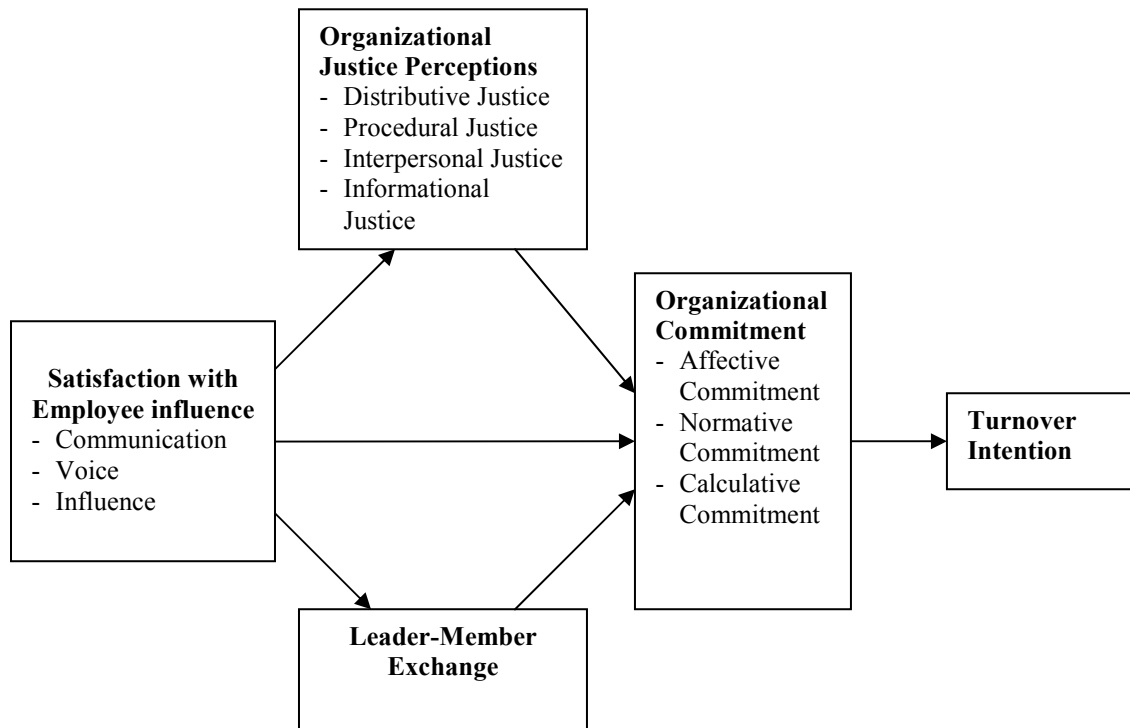 Organizational
Justice Perceptions
- Distributive Justice
- Procedural Justice
- Interpersonal Justice
- Informational
Justice
Satisfaction with
Employee influence
- Communication
- Voice
- Influence
Organizational
Commitment
- Affective
Commitment
- Normative
Commitment
- Calculative
Commitment
Turnover
Intention
Leader-Member
Exchange